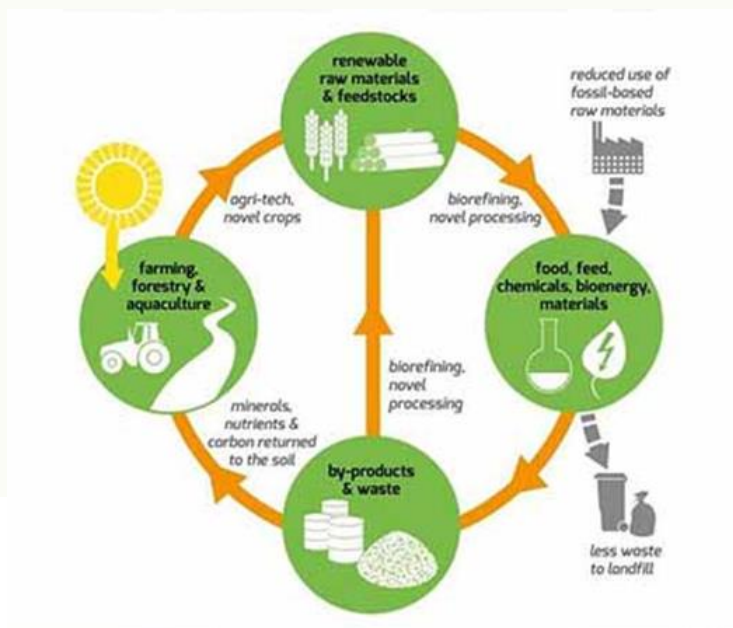 renewable
raw materials
& feedstocks
reduced use of
fossil-based
raw materials
agri-tech,
novel crops
biorefining,
novel processing
farming,
forestry &
aquaculture
food, feed,
chemicals, bioenergy,
materials
biorefining,
novel
processing
minerals,
nutrients &
carbon returned
to the soil
by-products
& waste
less waste
to landfill